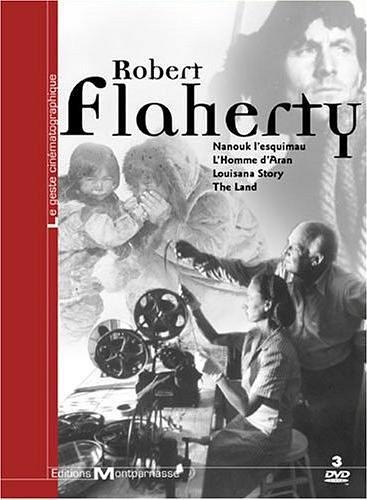 Robert
Flaherty
Nanouk l'esquimau
L'Homme d'Aran
Louisana Story
The Land
Le geste cinématographique
Editions Montparnasse
3
DVD